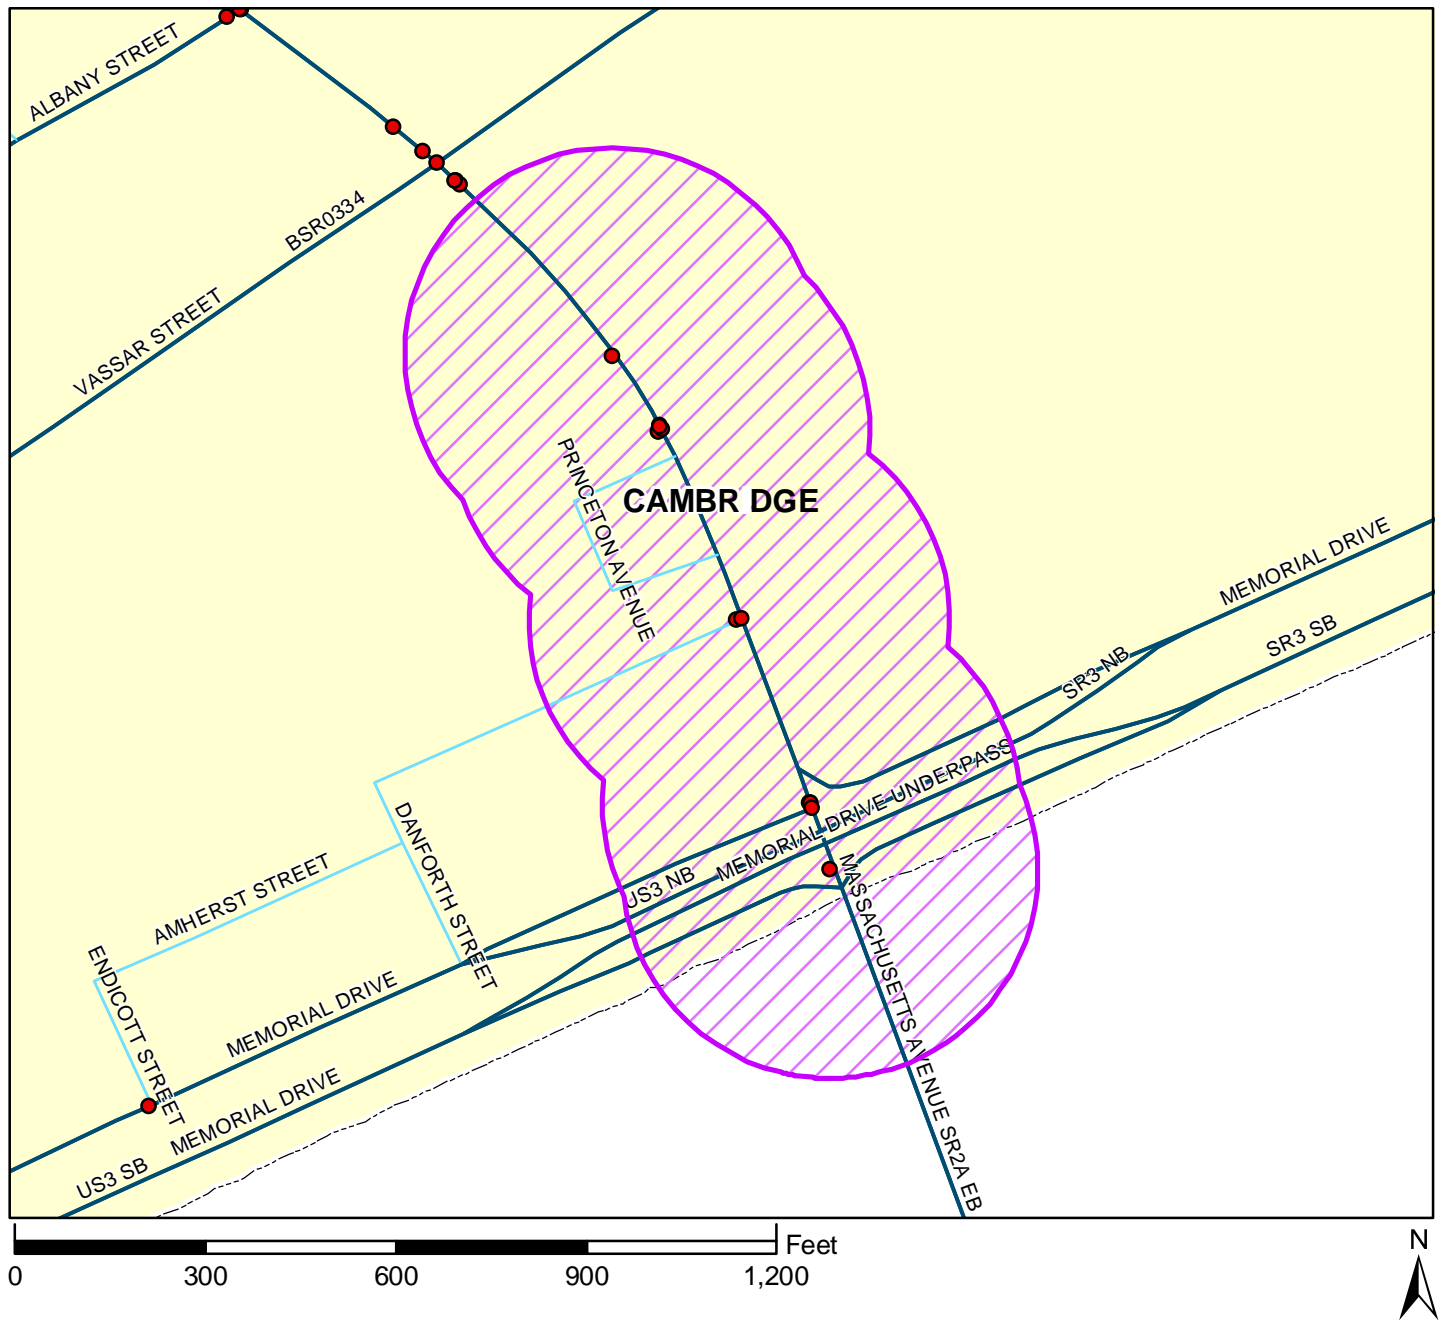 ALBANY STREET
BSR0334
VASSAR STREET
PRINCETON AVENUE
CAMBR DGE
MEMORIAL DRIVE
SR3 SB
SR3 NB
MEMORIAL DRIVE UNDERPASS
US3 NB
DANFORTH STREET
AMHERST STREET
MASSACHUSETTS AVENUE SR2A EB
ENDICOTT STREET
MEMORIAL DRIVE
MEMORIAL DRIVE
US3 SB
Feet
0 300 600 900 1,200
N